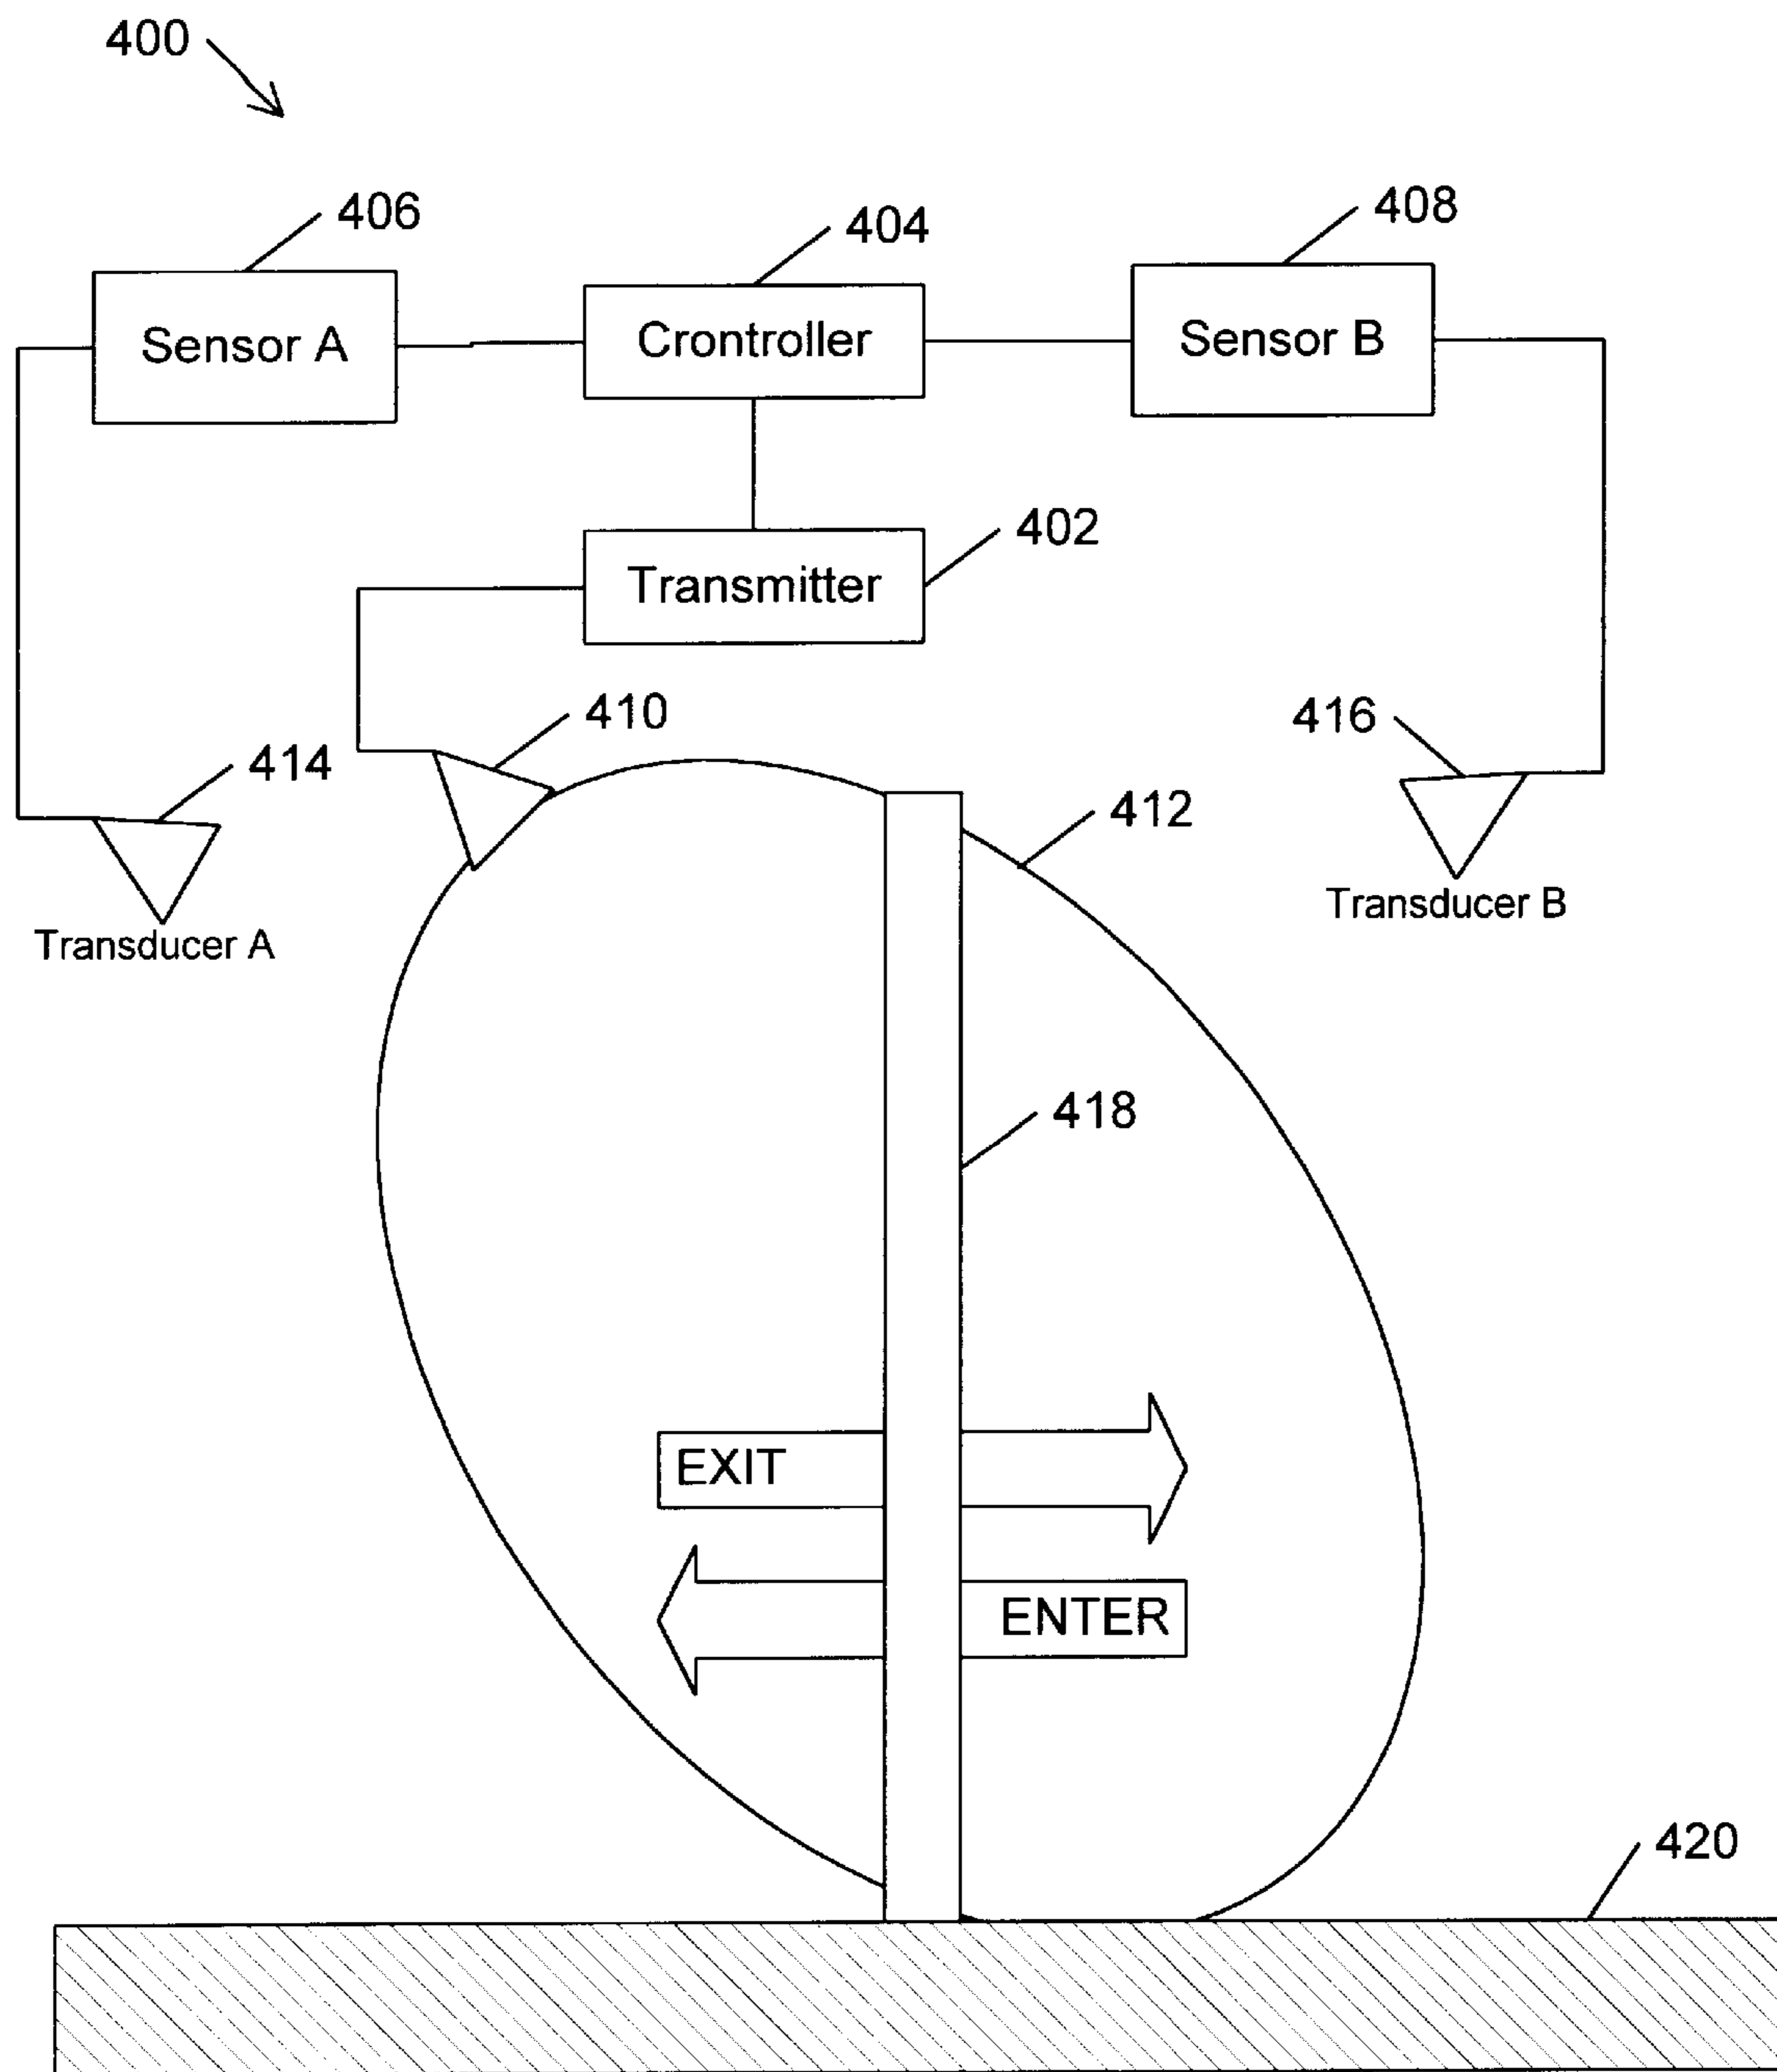 400
406
404
408
Sensor A
Crontroller
Sensor B
402
Transmitter
410
416
414
412
Transducer B
Transducer A
418
EXIT
ENTER
420